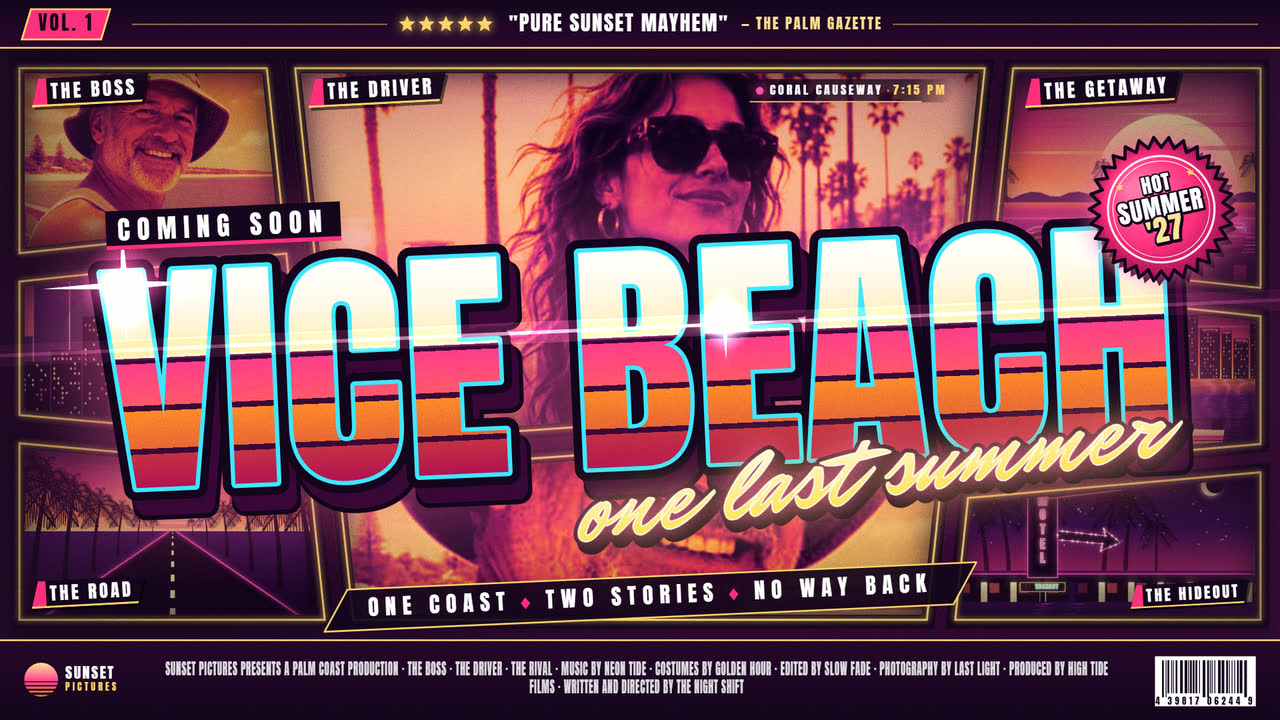 VOL. 1
★★★★★ "PURE SUNSET MAYHEM" – THE PALM GAZETTE
THE BOSS
THE DRIVER
CORAL CAUSEWAY · 7:15 PM
THE GETAWAY
HOT
SUMMER
'27
COMING SOON
VICE BEACH
one last summer
MOTEL
THE ROAD
ONE COAST ♦ TWO STORIES ♦ NO WAY BACK
THE HIDEOUT
SUNSET
PICTURES
SUNSET PICTURES PRESENTS A PALM COAST PRODUCTION · THE BOSS · THE DRIVER · THE RIVAL · MUSIC BY NEON TIDE · COSTUMES BY GOLDEN HOUR · EDITED BY SLOW FADE · PHOTOGRAPHY BY LAST LIGHT · PRODUCED BY HIGH TIDE
FILMS · WRITTEN AND DIRECTED BY THE NIGHT SHIFT
4 39817 06244 9